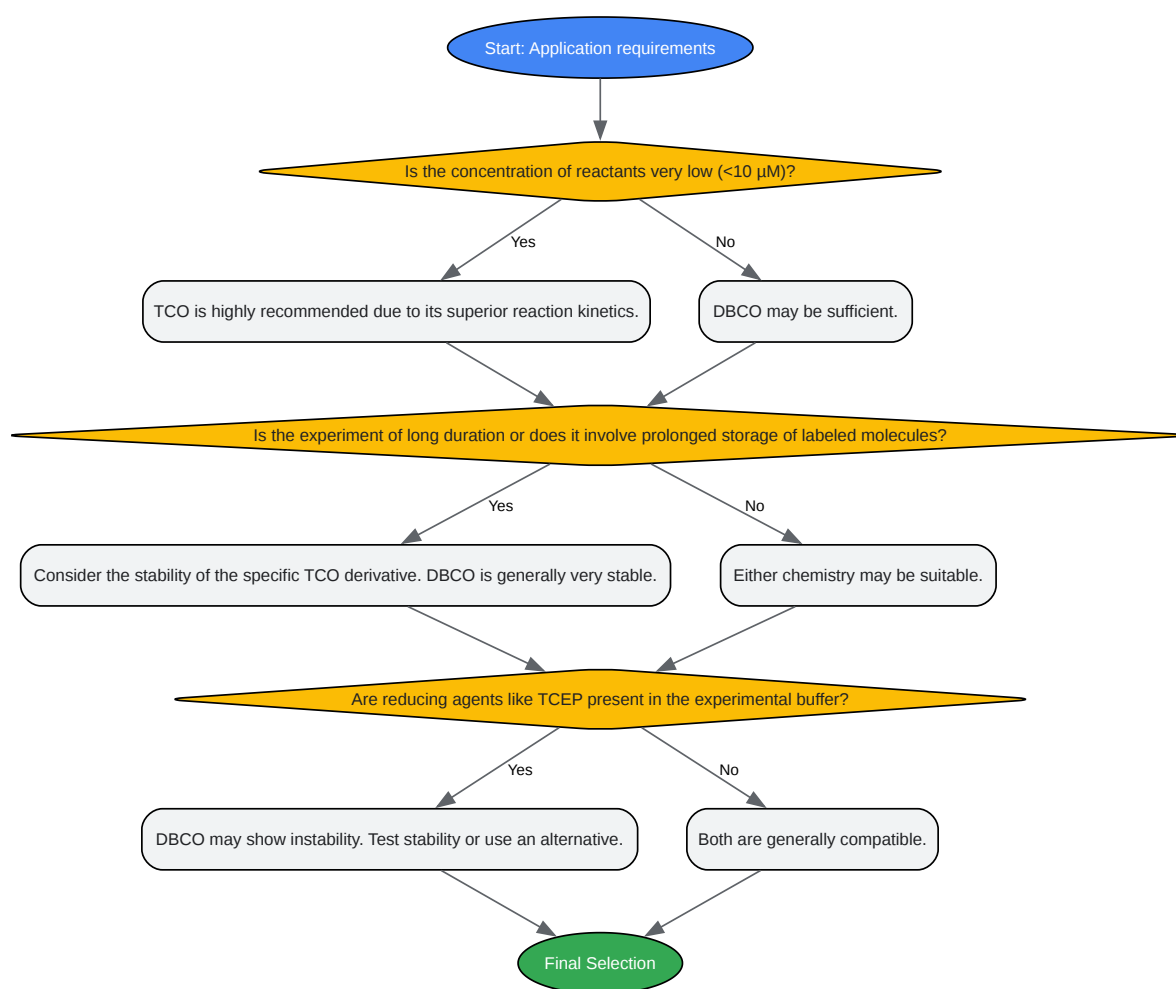 Start: Application requirements
Is the concentration of reactants very low (<10 µM)?
Yes
No
TCO is highly recommended due to its superior reaction kinetics.
DBCO may be sufficient.
Is the experiment of long duration or does it involve prolonged storage of labeled molecules?
Yes
No
Consider the stability of the specific TCO derivative. DBCO is generally very stable.
Either chemistry may be suitable.
Are reducing agents like TCEP present in the experimental buffer?
Yes
No
DBCO may show instability. Test stability or use an alternative.
Both are generally compatible.
Final Selection